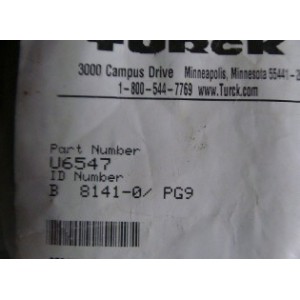 TURCK
3000 Campus Drive Minneapolis, Minnesota 55441-2
1-800-544-7769 www.Turck.com
Part Number
U6547
ID Number
B 8141-0/ PG9